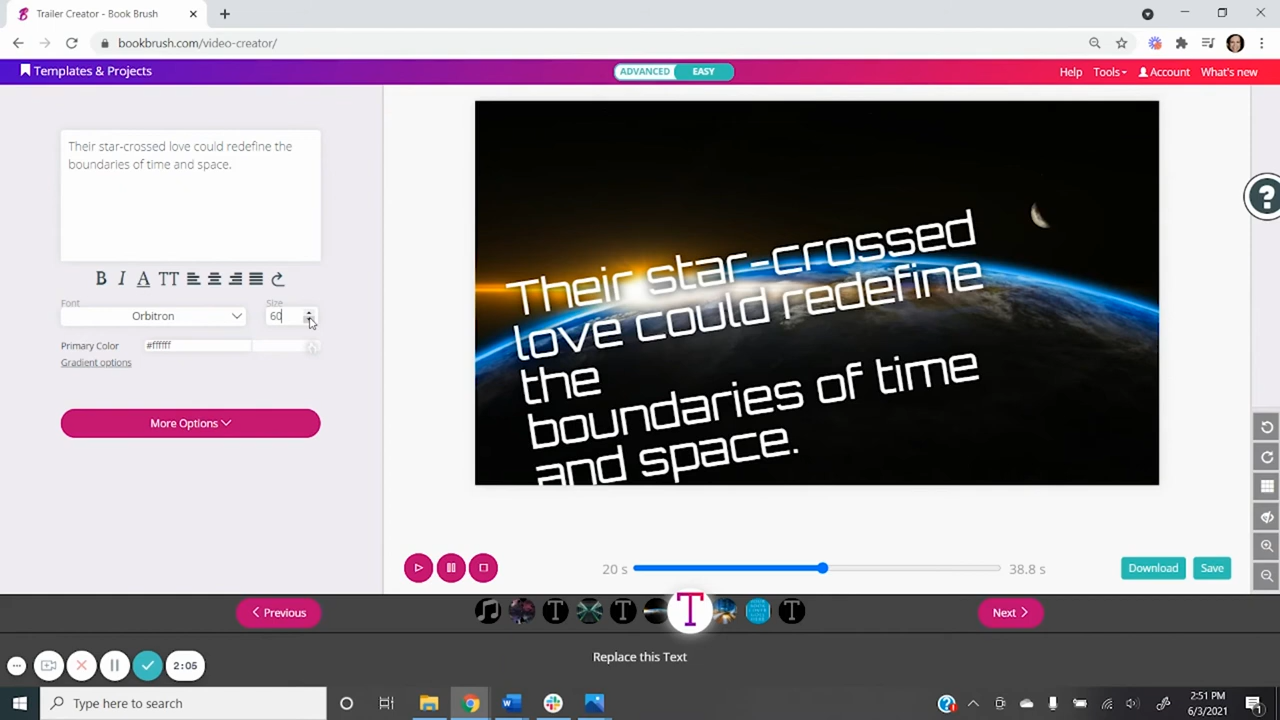 Trailer Creator - Book Brush
bookbrush.com/video-creator/
Templates & Projects
ADVANCED EASY
Help Tools Account What's new
Their star-crossed love could redefine the
boundaries of time and space.
B I A TT
Font Size
Orbitron 60
Primary Color #ffffff
Gradient options
More Options
Their star-crossed
love could redefine
the
boundaries of time
and space.
?
20 s 38.8 s
Download Save
Previous
T T T T
Next
Replace this Text
2:05
Type here to search
2:51 PM
6/3/2021